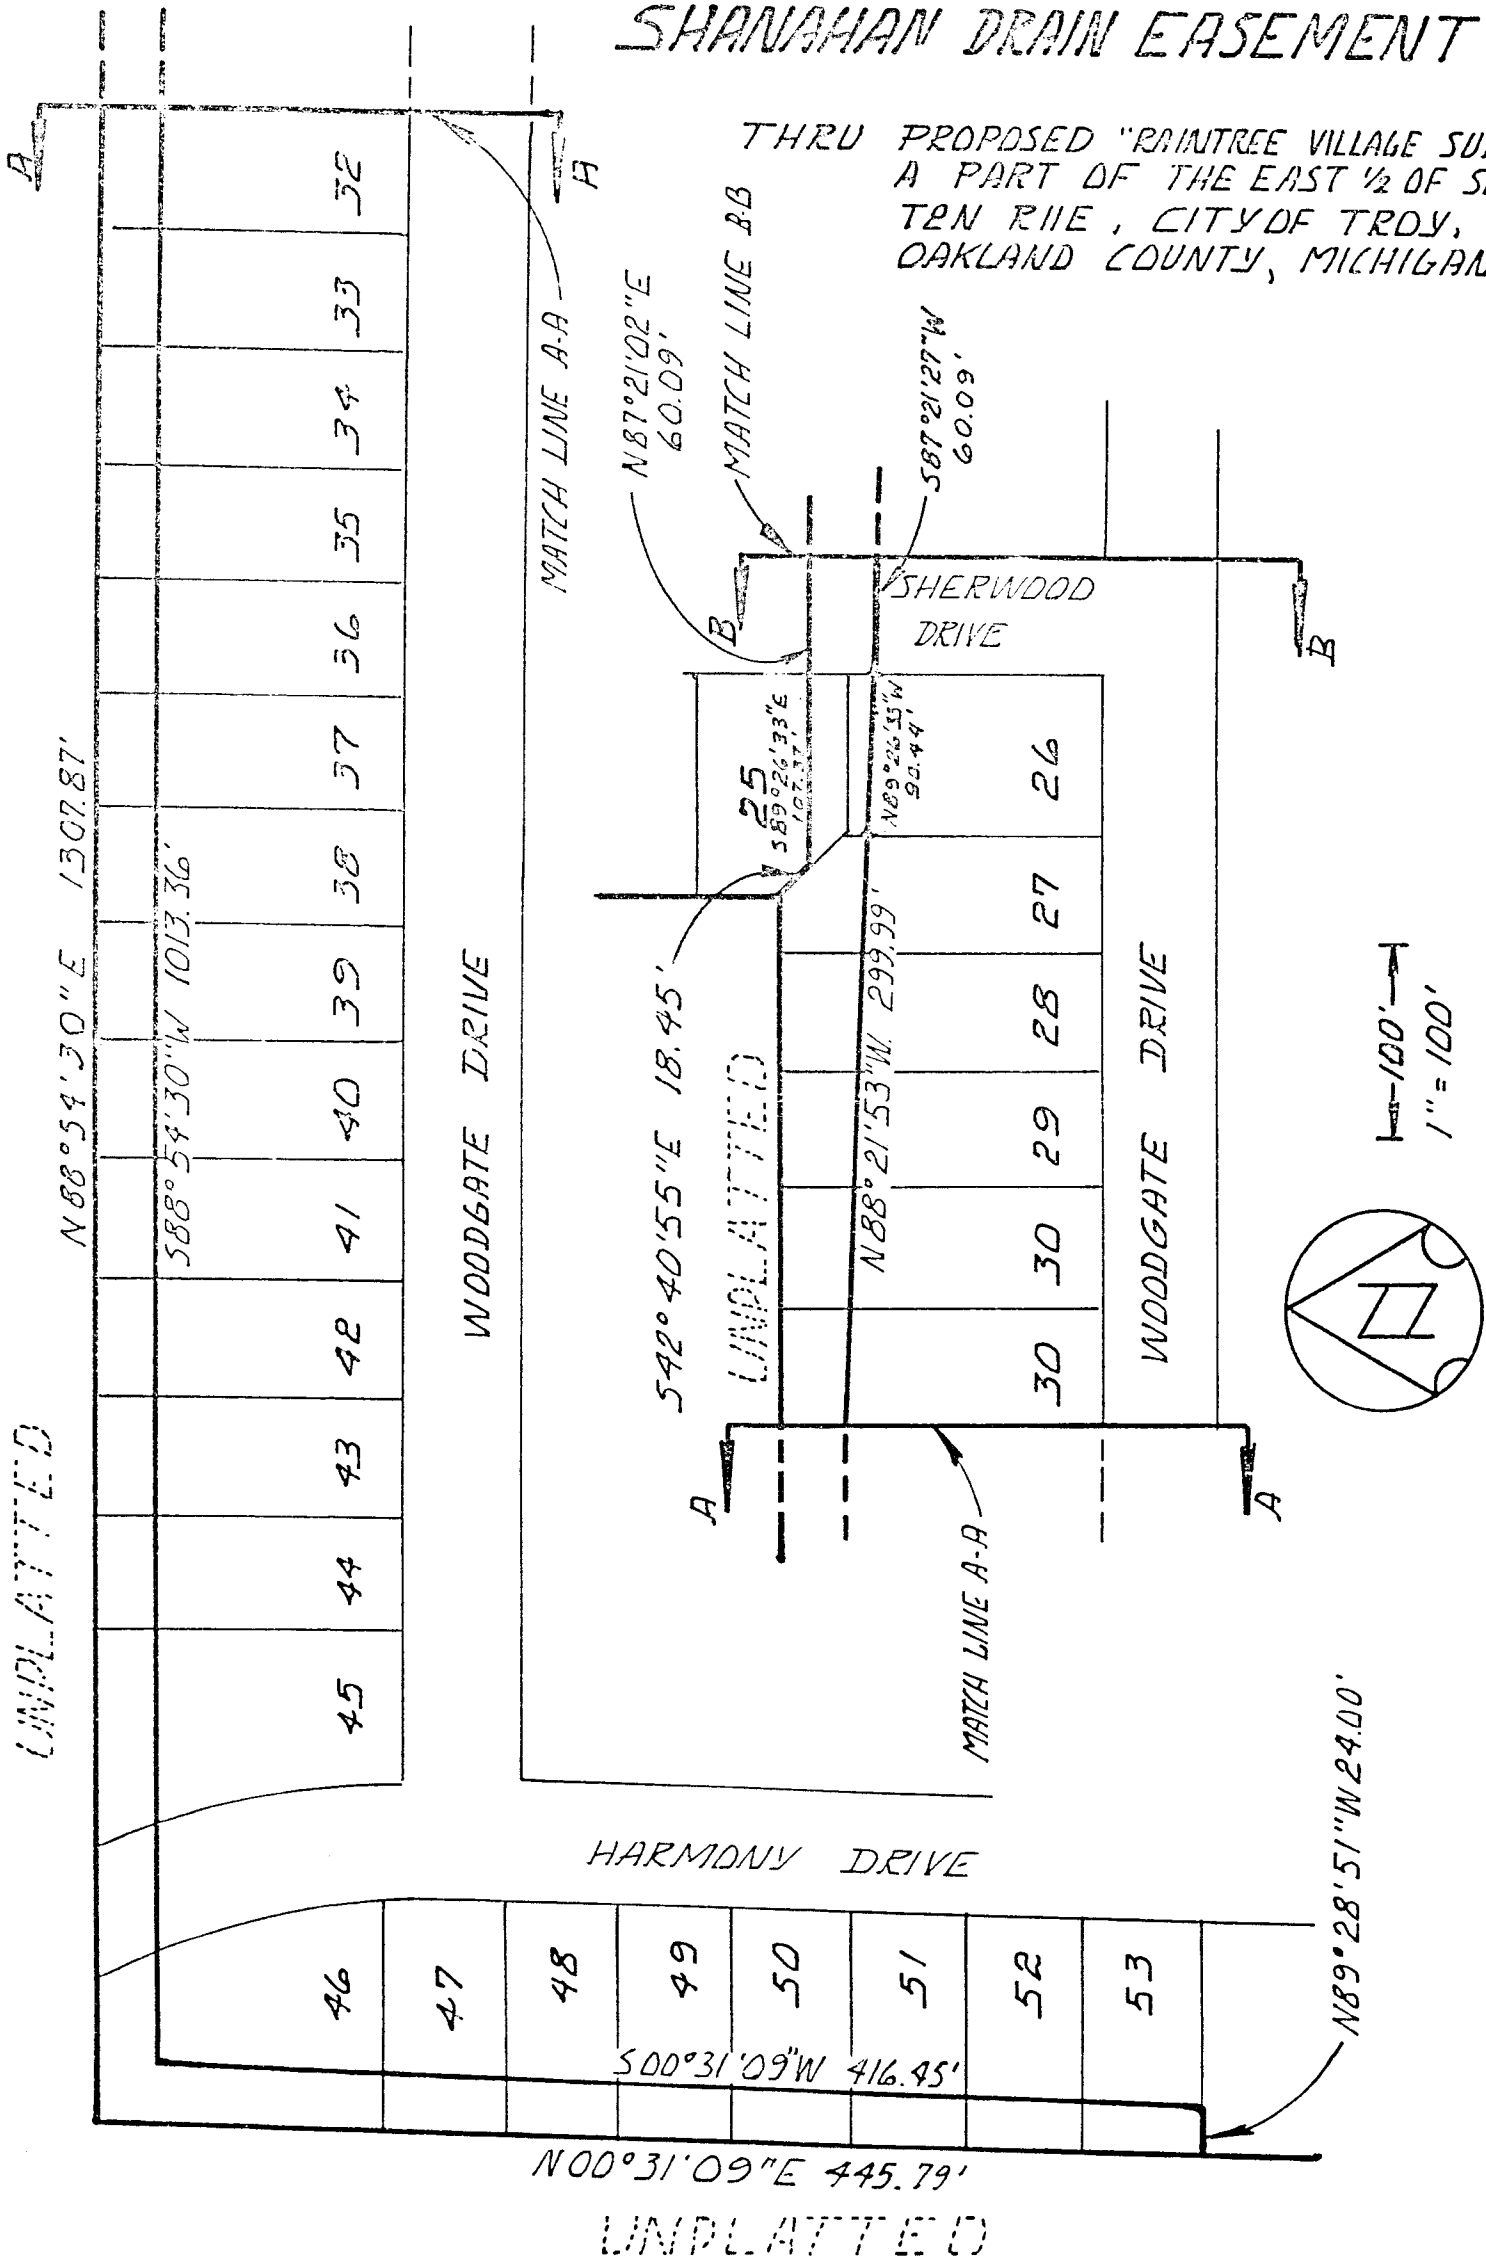 SHANAHAN DRAIN EASEMENT
THRU PROPOSED "RAINTREE VILLAGE
A PART OF THE EAST 1/2 OF
T2N R11E, CITY OF TROY,
OAKLAND COUNTY, MICHIGAN
A
A
32
33
34
35
36
37
38
39
40
41
42
43
44
45
MATCH LINE A-A
N87°21'02"E
60.09'
MATCH LINE B-B
S87°21'27"W
60.09'
B
B
SHERWOOD
DRIVE
N88°54'30"E 1307.87'
S88°54'30"W 1013.36'
WOODGATE DRIVE
25
S89°26'33"E
107.37'
N89°26'33"W
90.44'
26
27
28
29
30
30
S42°40'55"E 18.45'
UNPLATTED
N88°21'53"W 299.99'
WOODGATE DRIVE
100'
1"=100'
N
A
A
MATCH LINE A-A
UNPLATTED
HARMONY DRIVE
46
47
48
49
50
51
52
53
S00°31'09"W 416.45'
N89°28'51"W 24.00'
N00°31'09"E 445.79'
UNPLATTED